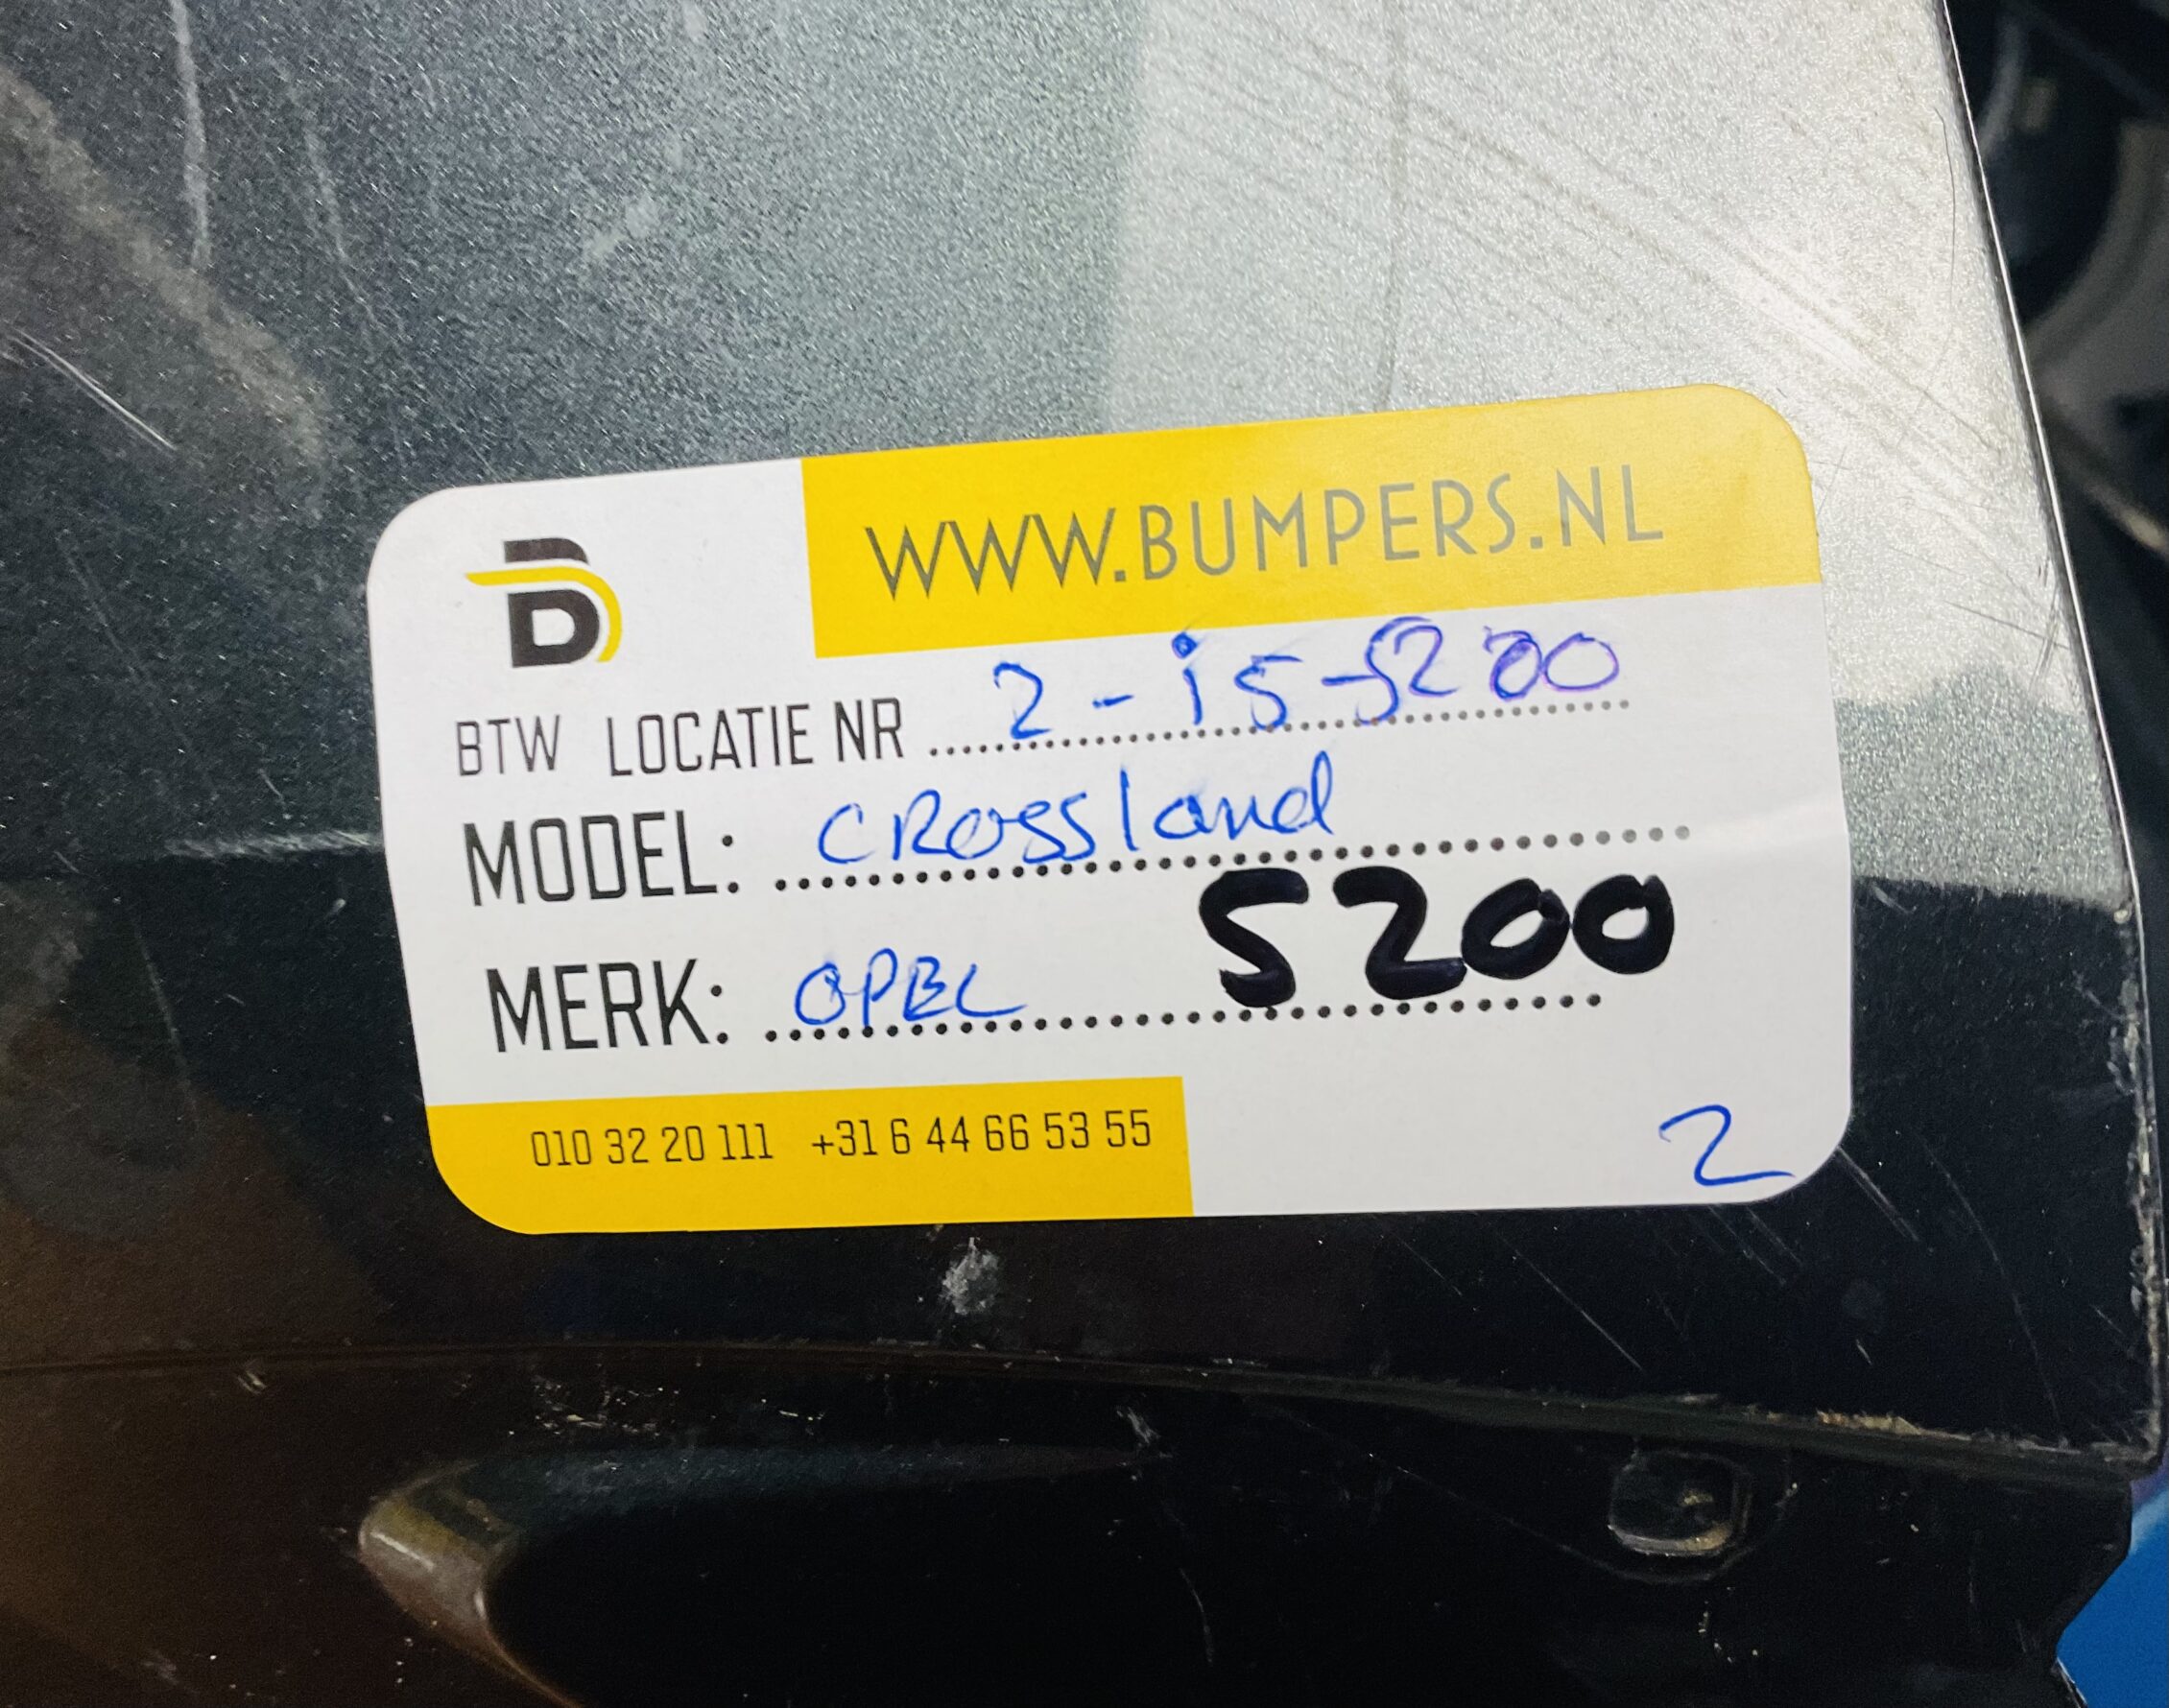 WWW.BUMPERS.NL
BTW LOCATIE NR 2-i5-5200
MODEL: CROSSland
5200
MERK: OPEL
2
010 32 20 111 +31 6 44 66 53 55